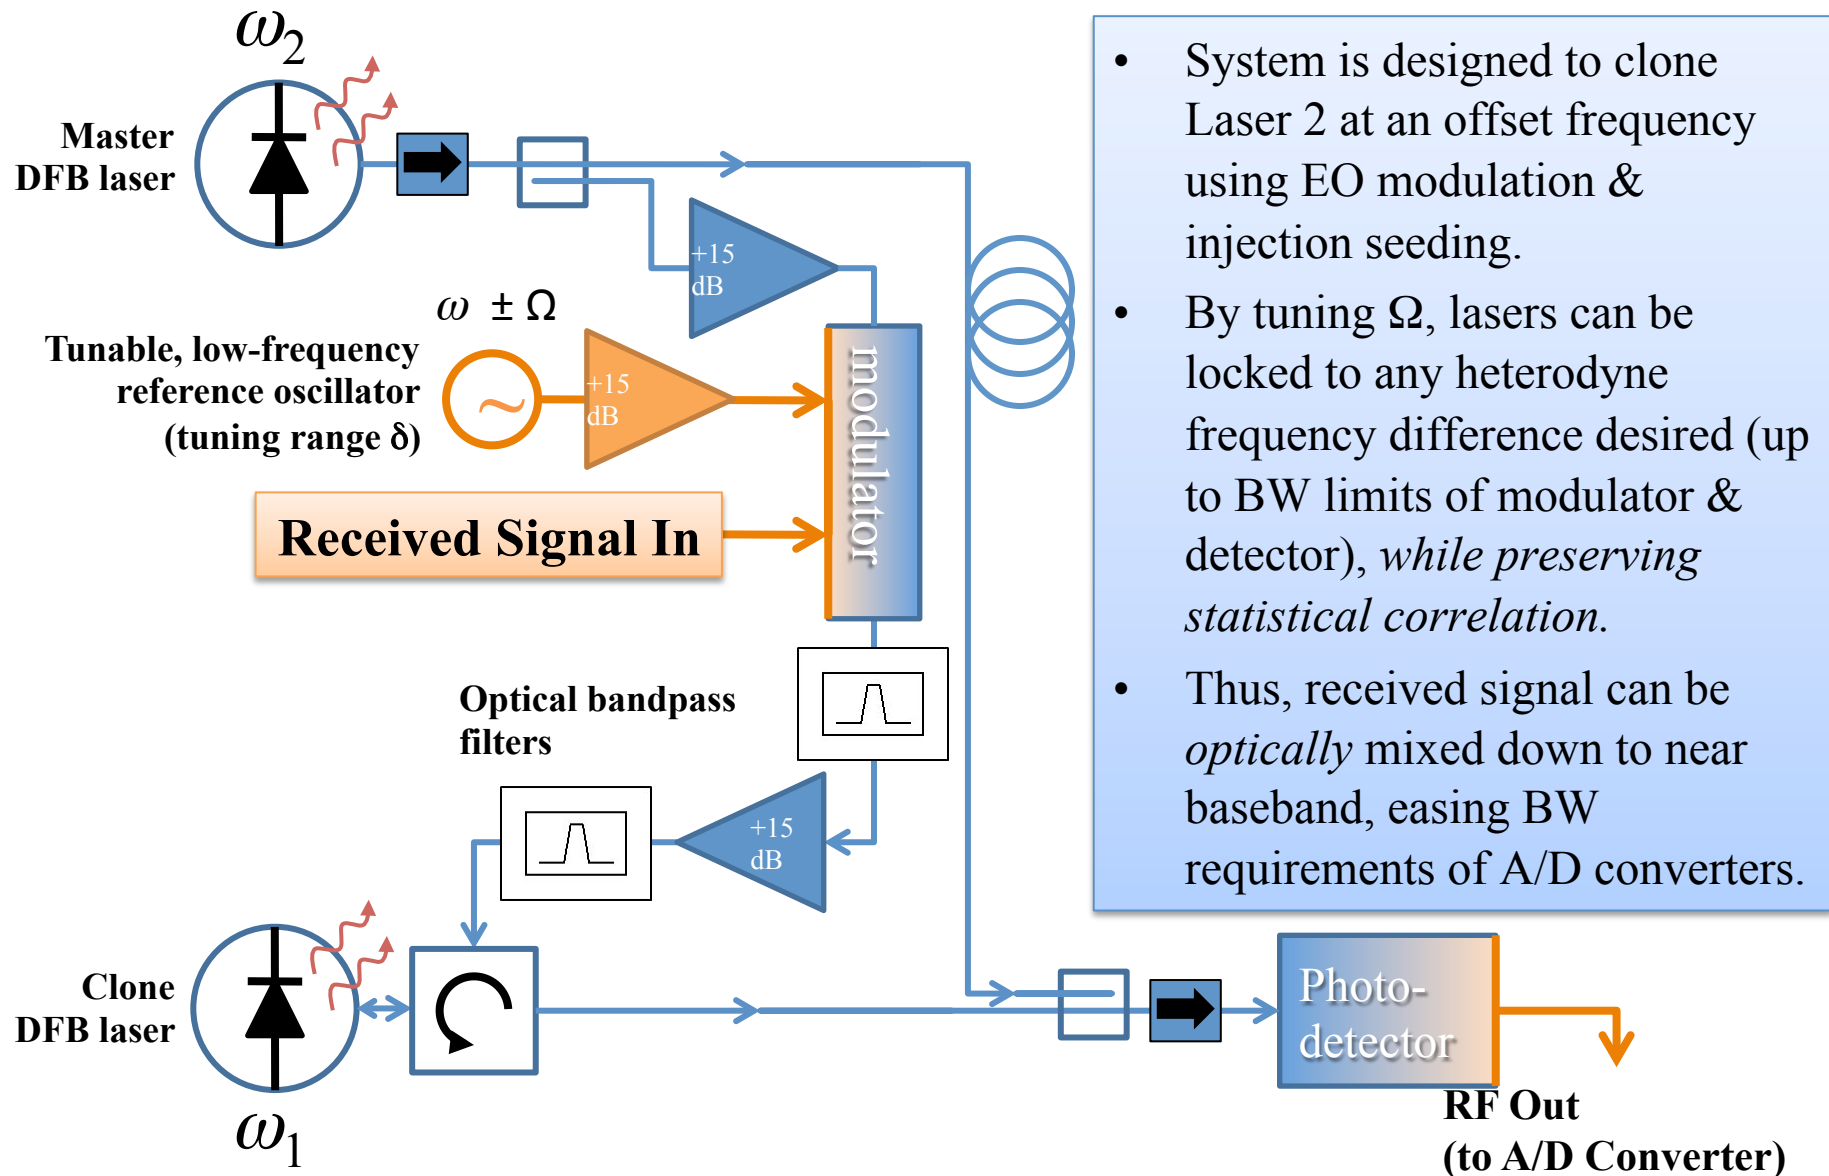 ω2
Master
DFB laser
+15
dB
ω ± Ω
Tunable, low-frequency
reference oscillator
(tuning range δ)
~
+15
dB
modulator
Received Signal In
Optical bandpass
filters
+15
dB
Clone
DFB laser
ω1
Photo-
detector
RF Out
(to A/D Converter)
• System is designed to clone
Laser 2 at an offset frequency
using EO modulation &
injection seeding.
• By tuning Ω, lasers can be
locked to any heterodyne
frequency difference desired (up
to BW limits of modulator &
detector), while preserving
statistical correlation.
• Thus, received signal can be
optically mixed down to near
baseband, easing BW
requirements of A/D converters.